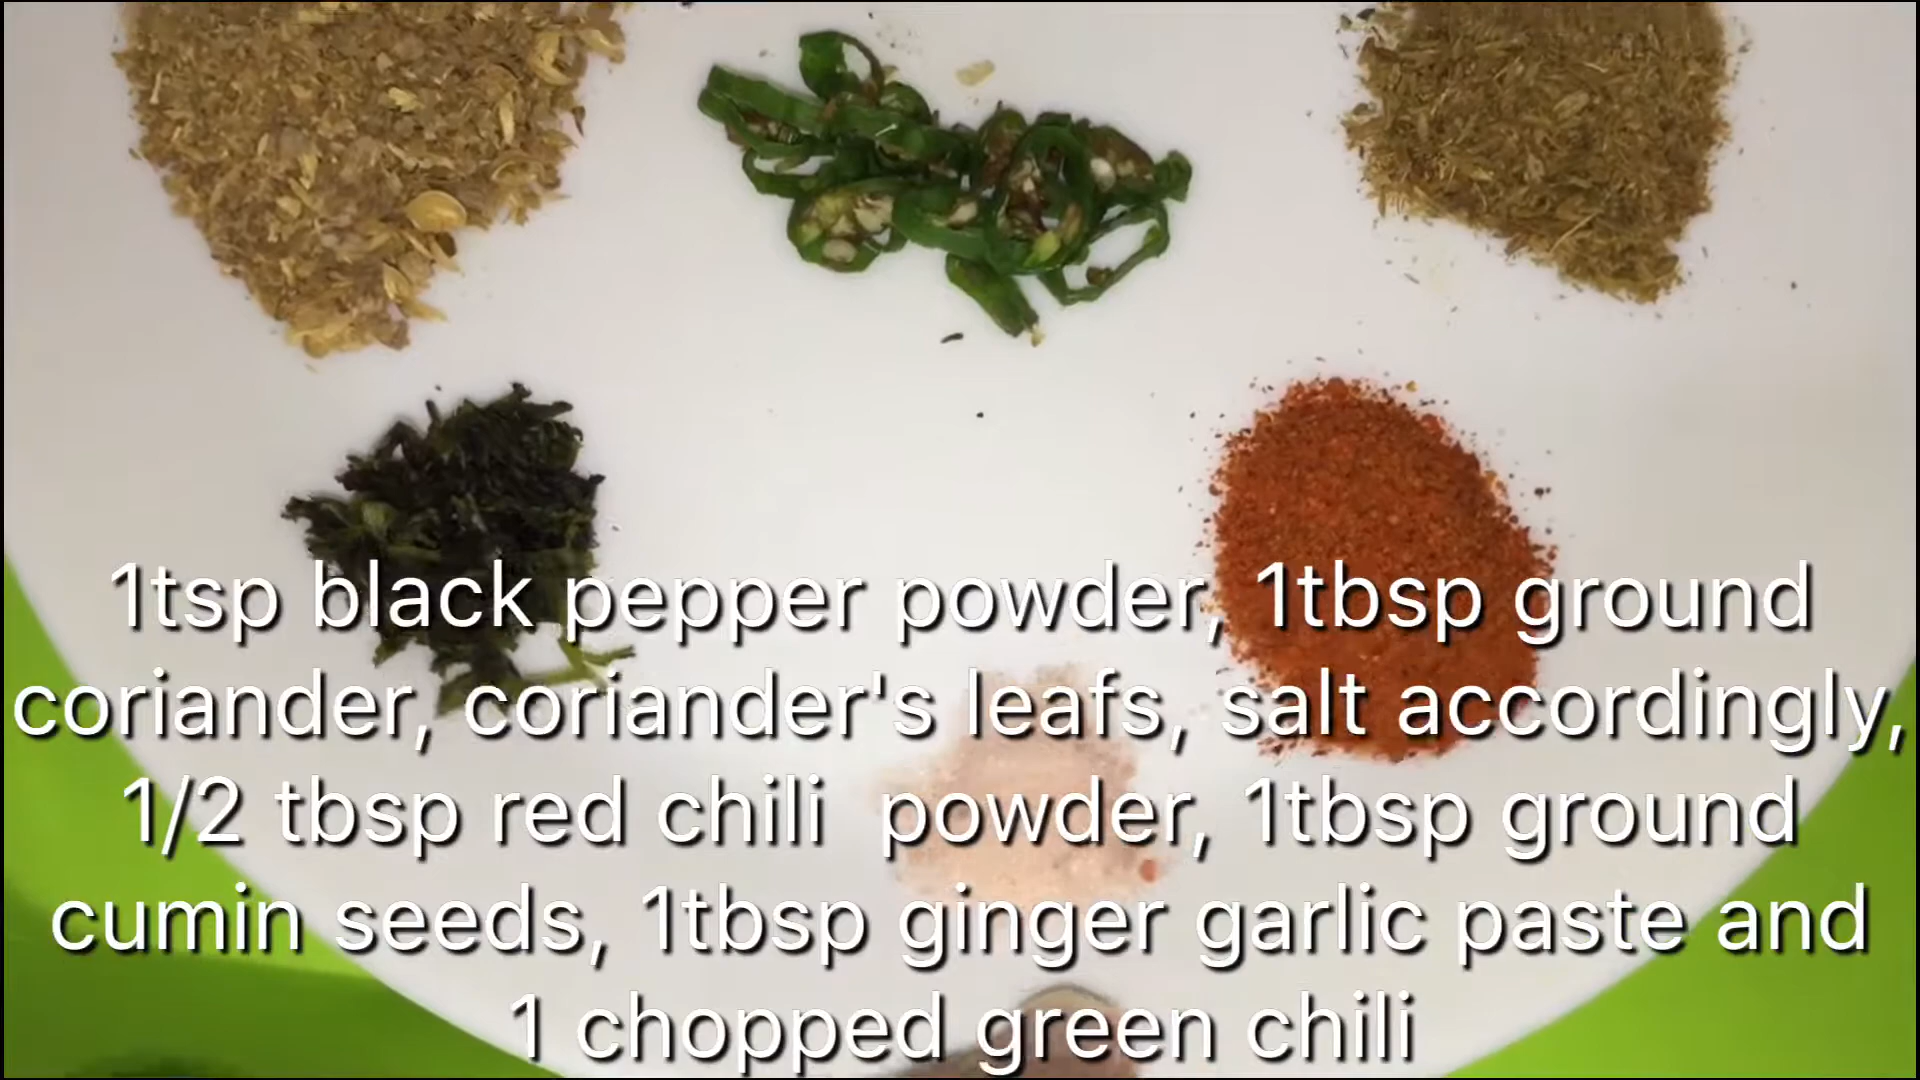 1tsp black pepper powder, 1tbsp ground
coriander, coriander's leafs, salt accordingly,
1/2 tbsp red chili  powder, 1tbsp ground
cumin seeds, 1tbsp ginger garlic paste and
1 chopped green chili